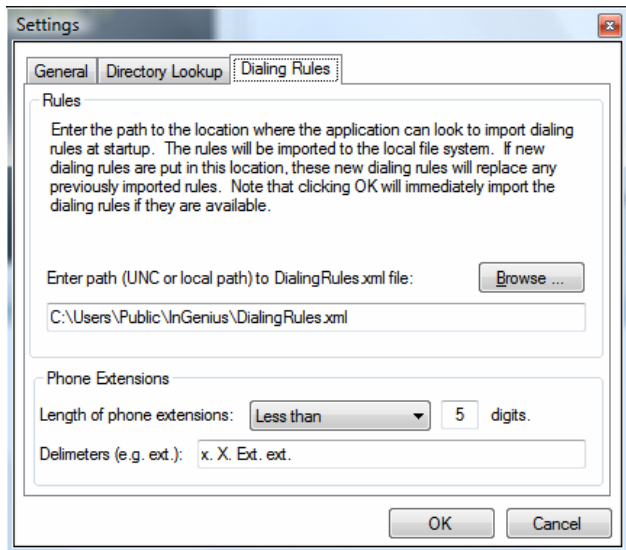 Settings
General Directory Lookup Dialing Rules
Rules
Enter the path to the location where the application can look to import dialing
rules at startup. The rules will be imported to the local file system. If new
dialing rules are put in this location, these new dialing rules will replace any
previously imported rules. Note that clicking OK will immediately import the
dialing rules if they are available.
Enter path (UNC or local path) to DialingRules.xml file: Browse ...
C:\Users\Public\InGenius\DialingRules.xml
Phone Extensions
Length of phone extensions: Less than 5 digits.
Delimeters (e.g. ext.): x. X. Ext. ext.
OK Cancel